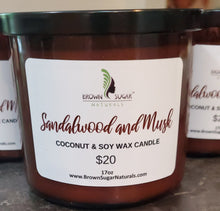 BROWN SUGAR
NATURALS
Sandalwood and Musk
COCONUT & SOY WAX CANDLE
$20
17oz
www.BrownSugarNaturals.com